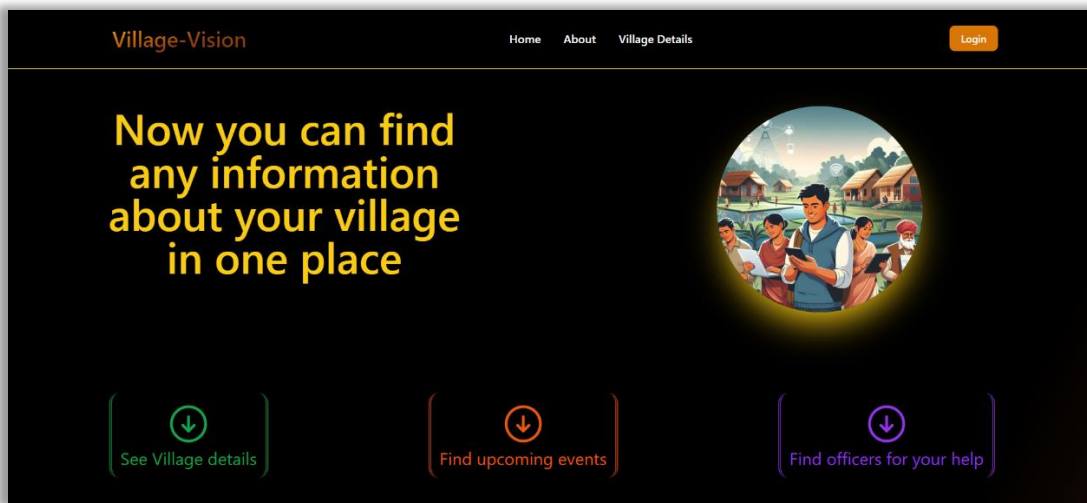 Village-Vision
Home
About
Village Details
Login
Now you can find
any information
about your village
in one place
See Village details
Find upcoming events
Find officers for your help